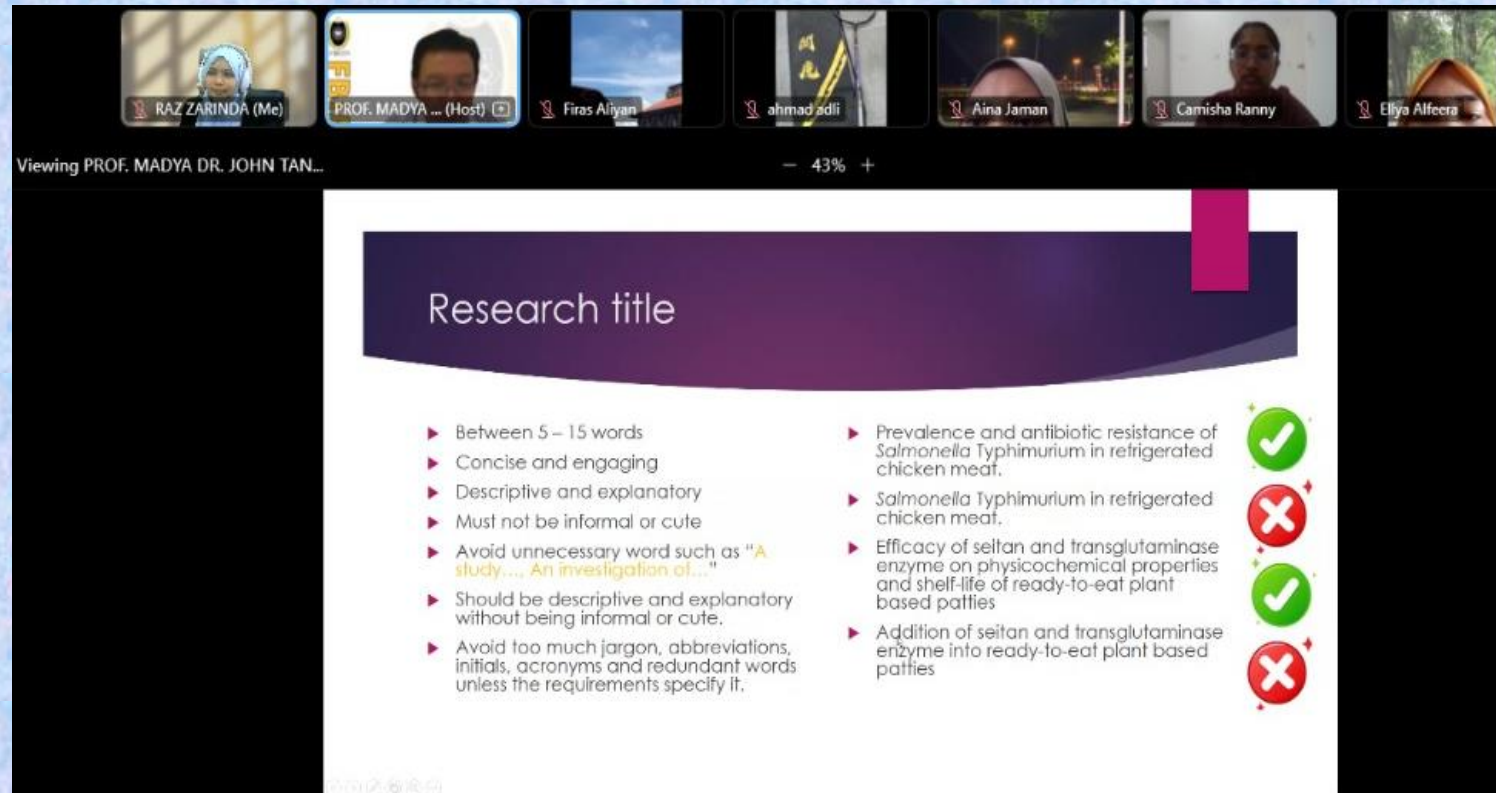 RAZ ZARINDA (Me)
PROF. MADYA ... (Host)
Firas Aliyan
ahmad adli
Aina Jaman
Camisha Ranny
Ellya Alfeera
Viewing PROF. MADYA DR. JOHN TAN...
— 43% +
Research title
Between 5 – 15 words
Concise and engaging
Descriptive and explanatory
Must not be informal or cute
Avoid unnecessary word such as “A
study..., An investigation of...”
Should be descriptive and explanatory
without being informal or cute.
Avoid too much jargon, abbreviations,
initials, acronyms and redundant words
unless the requirements specify it.
Prevalence and antibiotic resistance of
Salmonella Typhimurium in refrigerated
chicken meat.
Salmonella Typhimurium in refrigerated
chicken meat.
Efficacy of seitan and transglutaminase
enzyme on physicochemical properties
and shelf-life of ready-to-eat plant
based patties
Addition of seitan and transglutaminase
enzyme into ready-to-eat plant based
patties